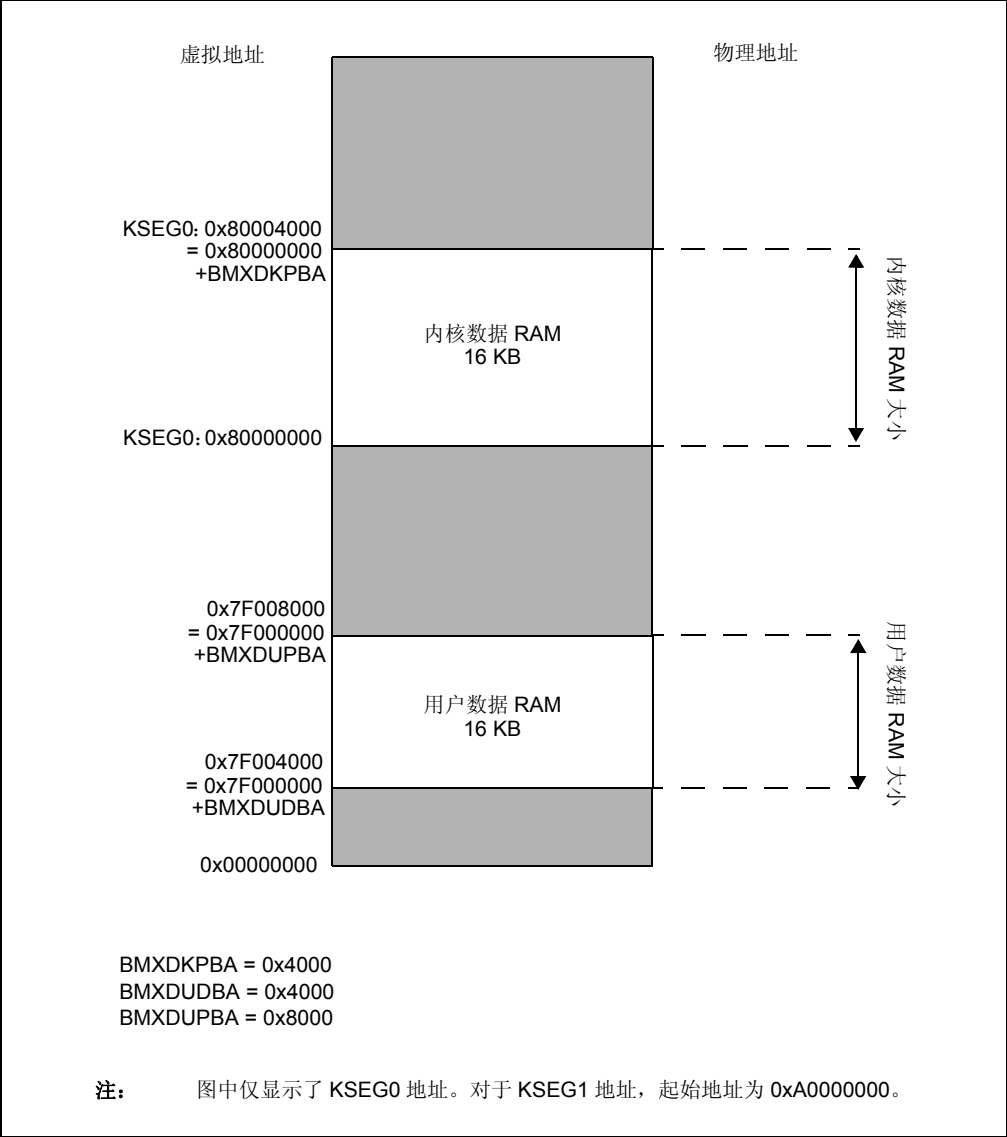 虚拟地址
物理地址
KSEG0: 0x80004000
= 0x80000000
+BMXDKPBA
内核数据 RAM
16 KB
内核数据 RAM 大小
KSEG0: 0x80000000
0x7F008000
= 0x7F000000
+BMXDUPBA
用户数据 RAM
16 KB
用户数据 RAM 大小
0x7F004000
= 0x7F000000
+BMXDUDBA
0x00000000
BMXDKPBA = 0x4000
BMXDUDBA = 0x4000
BMXDUPBA = 0x8000
注： 图中仅显示了 KSEG0 地址。对于 KSEG1 地址，起始地址为 0xA0000000。